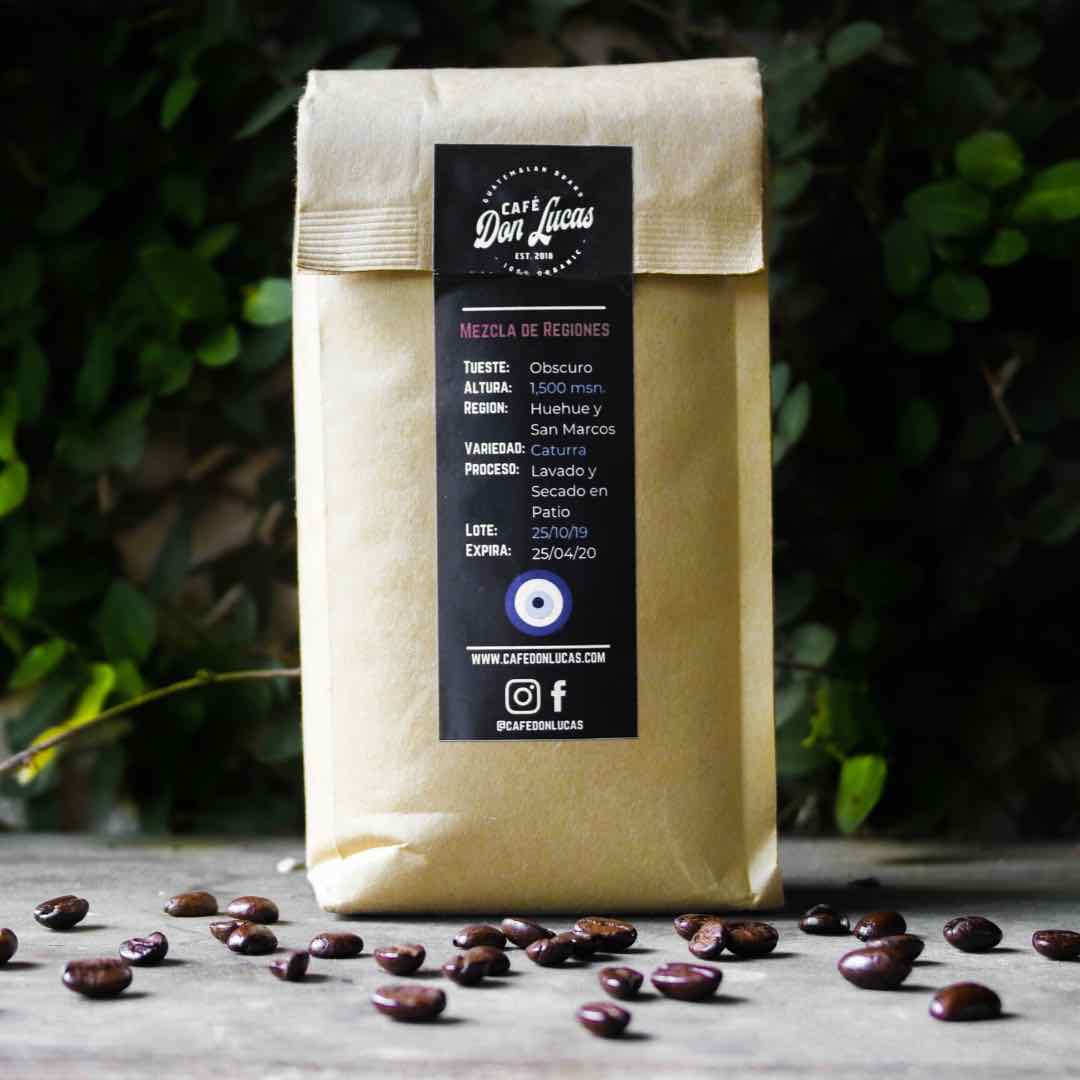 GUATEMALAN BRAND
CAFÉ
Don Lucas
EST. 2018
100% ORGANIC
MEZCLA DE REGIONES
TUESTE: Obscuro
ALTURA: 1,500 msn.
REGION: Huehue y
San Marcos
VARIEDAD: Caturra
PROCESO: Lavado y
Secado en
Patio
LOTE: 25/10/19
EXPIRA: 25/04/20
WWW.CAFEDONLUCAS.COM
@CAFEDONLUCAS